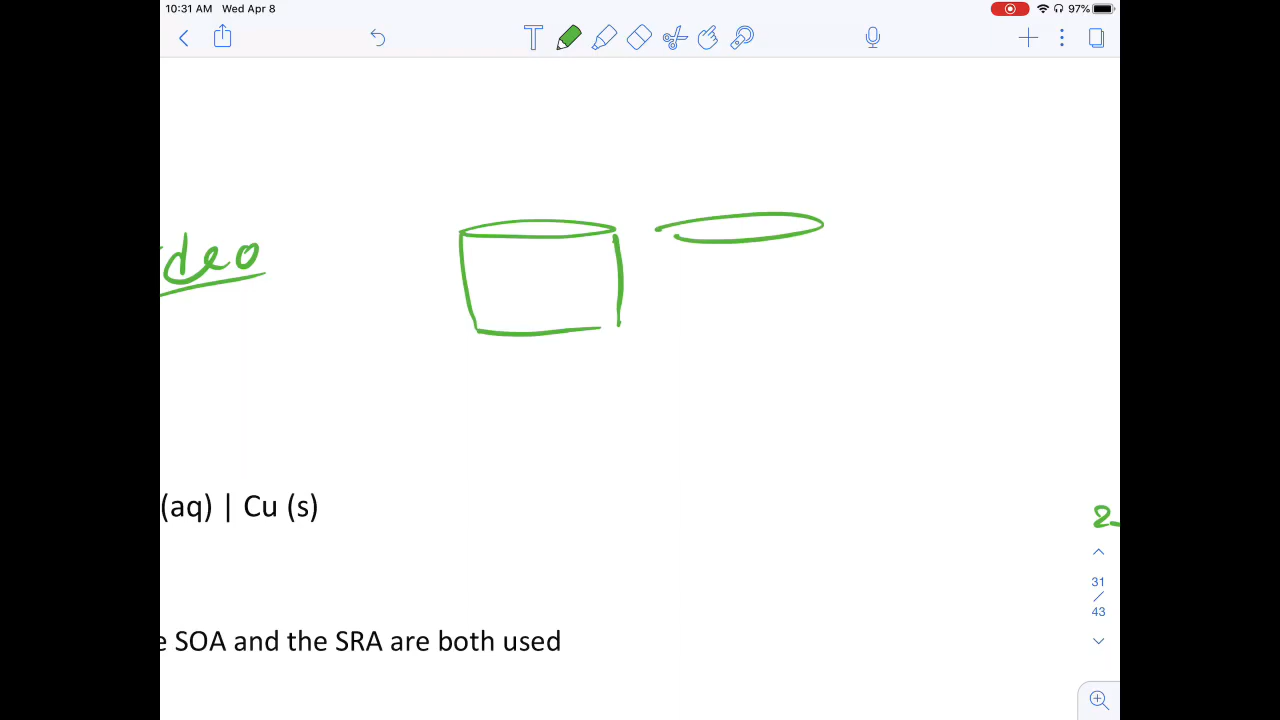 10:31 AM Wed Apr 8
97%
T
deo
(aq) | Cu (s)
31
/
43
SOA and the SRA are both used